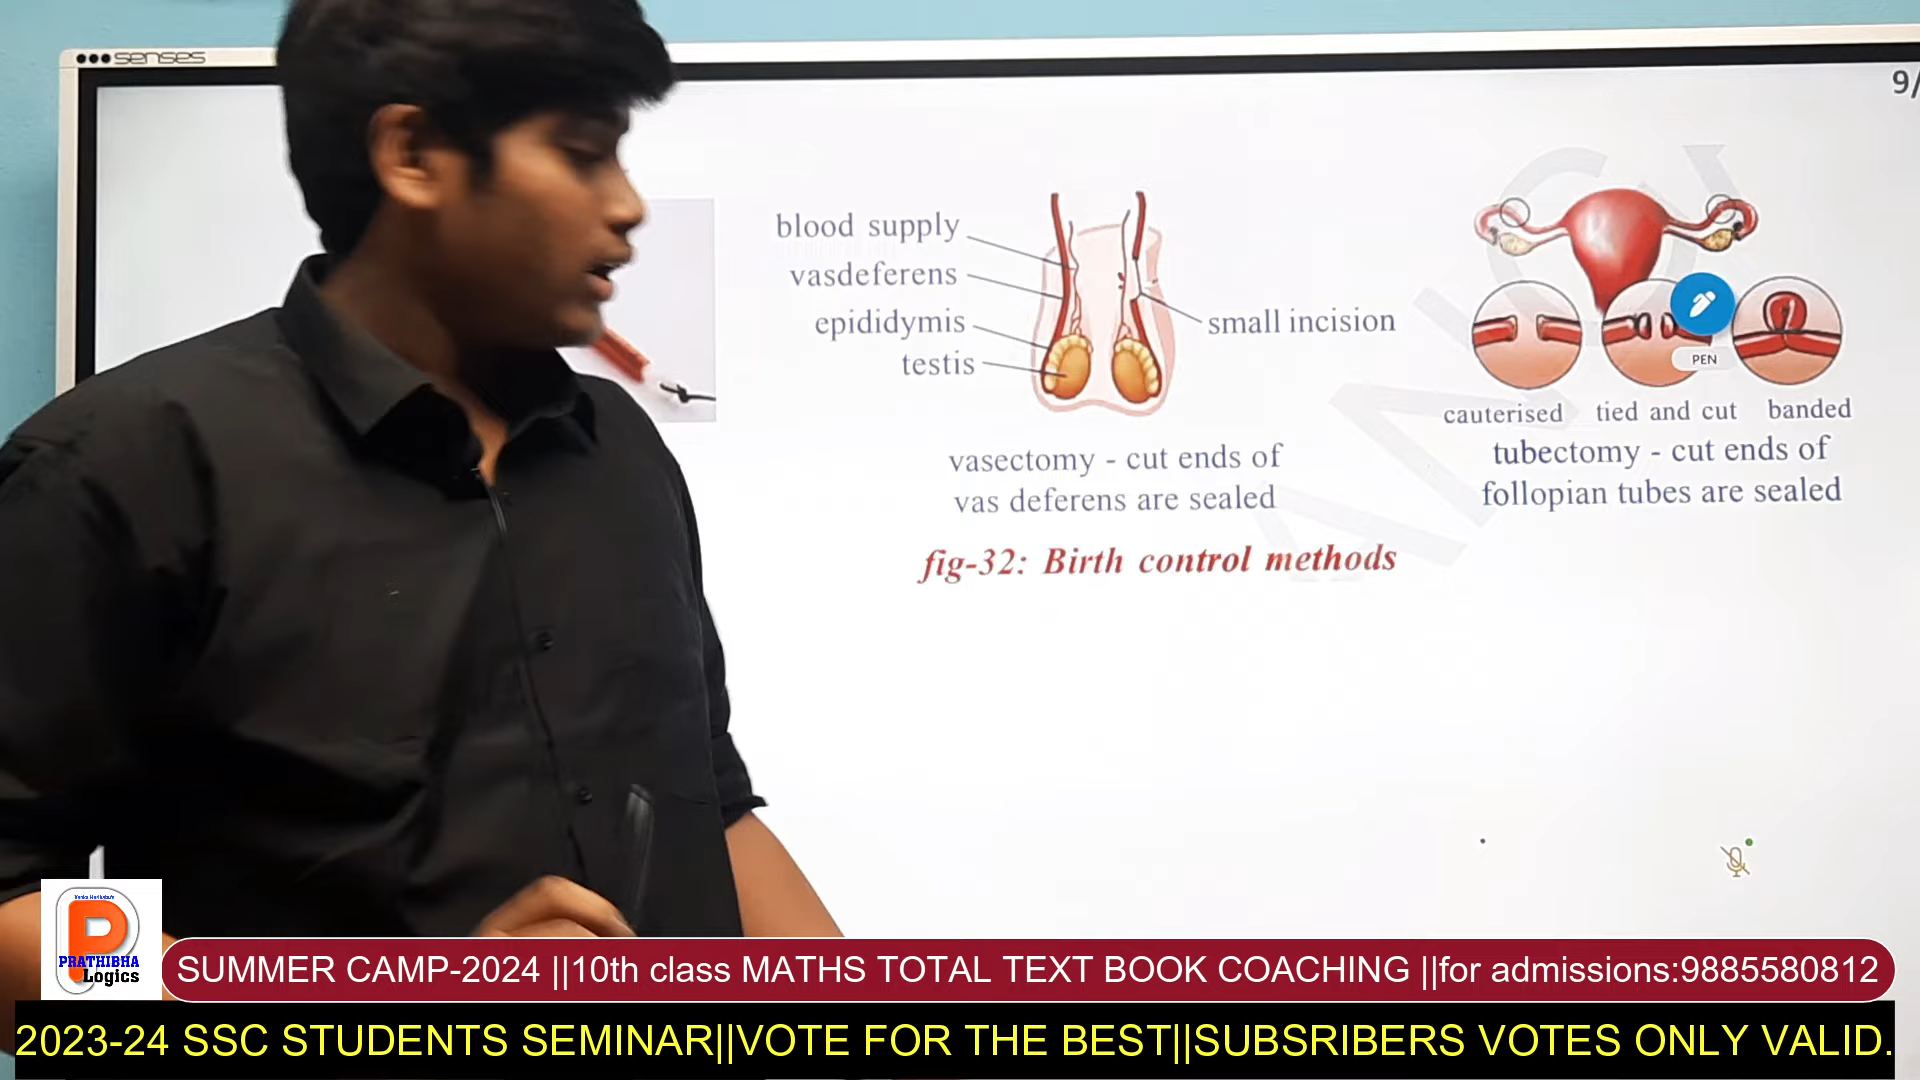 senses
9/
blood supply
vasdeferens
epididymis
testis
small incision
PEN
cauterised tied and cut banded
vasectomy - cut ends of
vas deferens are sealed
tubectomy - cut ends of
follopian tubes are sealed
fig-32: Birth control methods
PRATHIBHA
Logics
SUMMER CAMP-2024 ||10th class MATHS TOTAL TEXT BOOK COACHING ||for admissions:9885580812
2023-24 SSC STUDENTS SEMINAR||VOTE FOR THE BEST||SUBSRIBERS VOTES ONLY VALID.